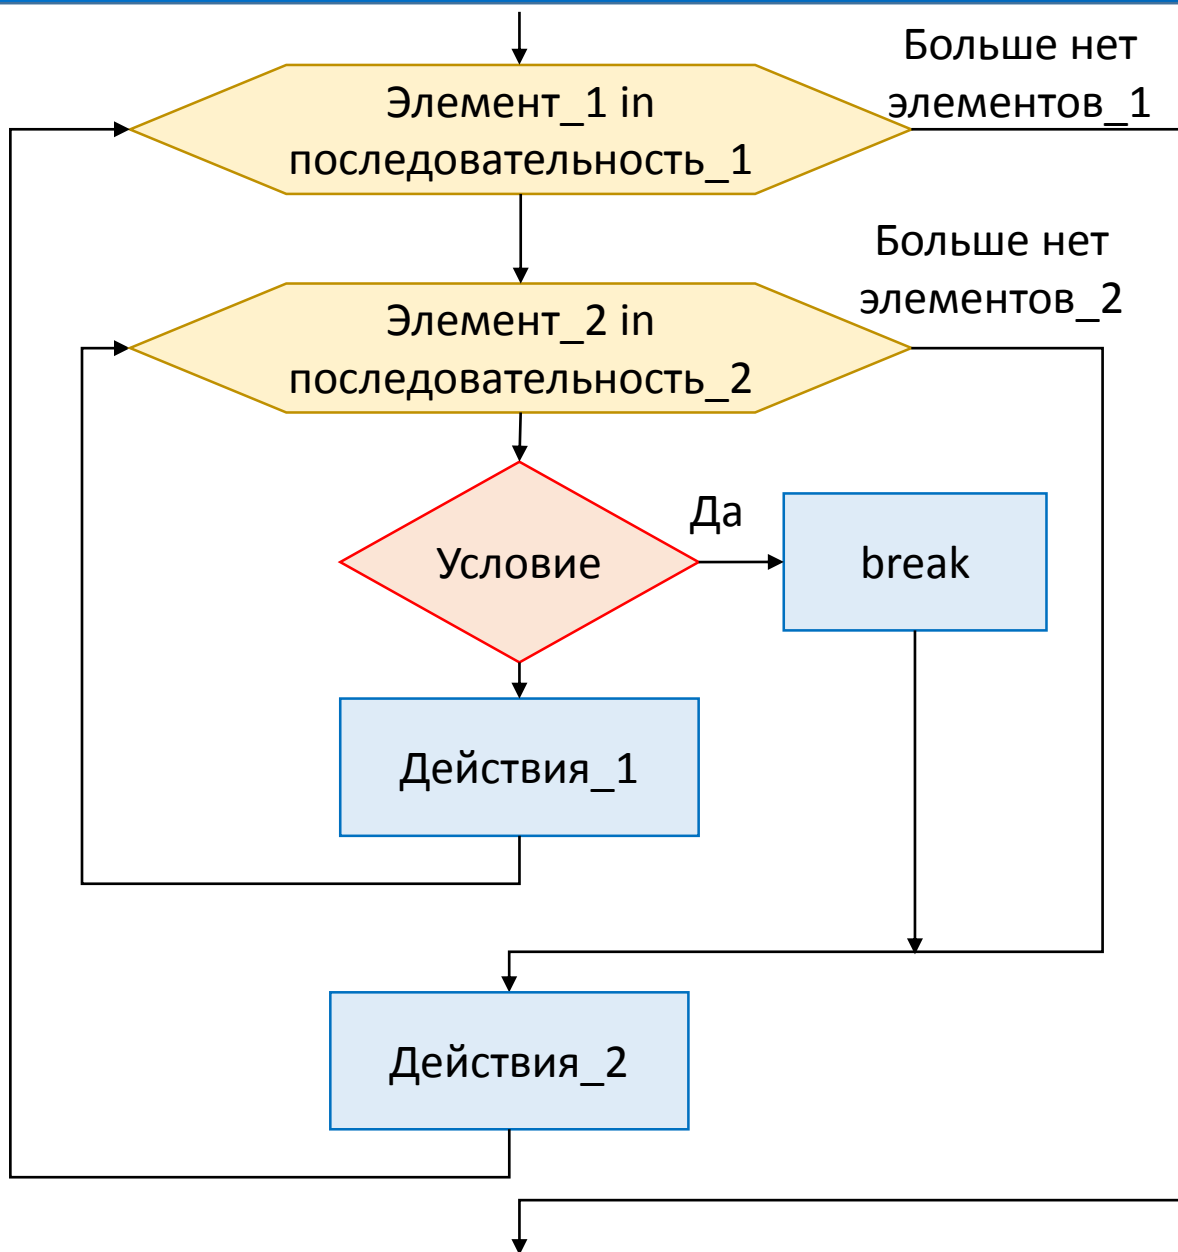 Больше нет
элементов_1
Элемент_1 in
последовательность_1
Больше нет
элементов_2
Элемент_2 in
последовательность_2
Да
Условие
break
Действия_1
Действия_2